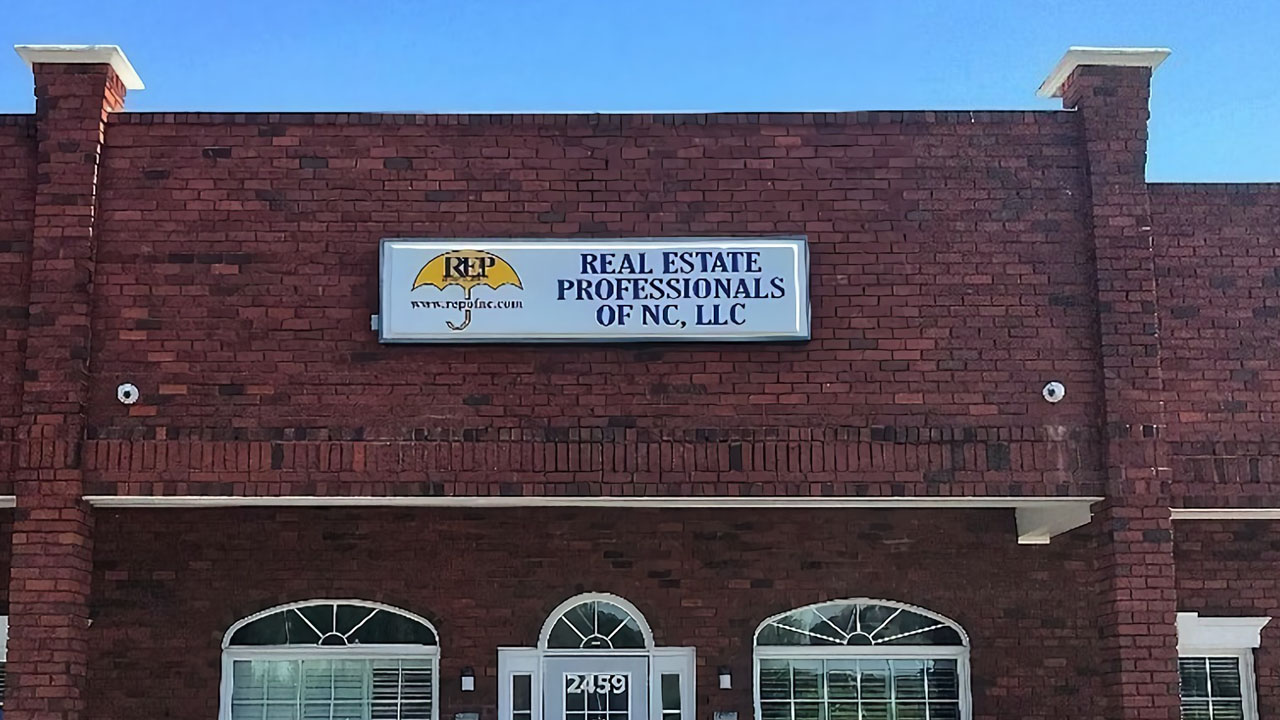 REP
www.repofnc.com
REAL ESTATE
PROFESSIONALS
OF NC, LLC
2459